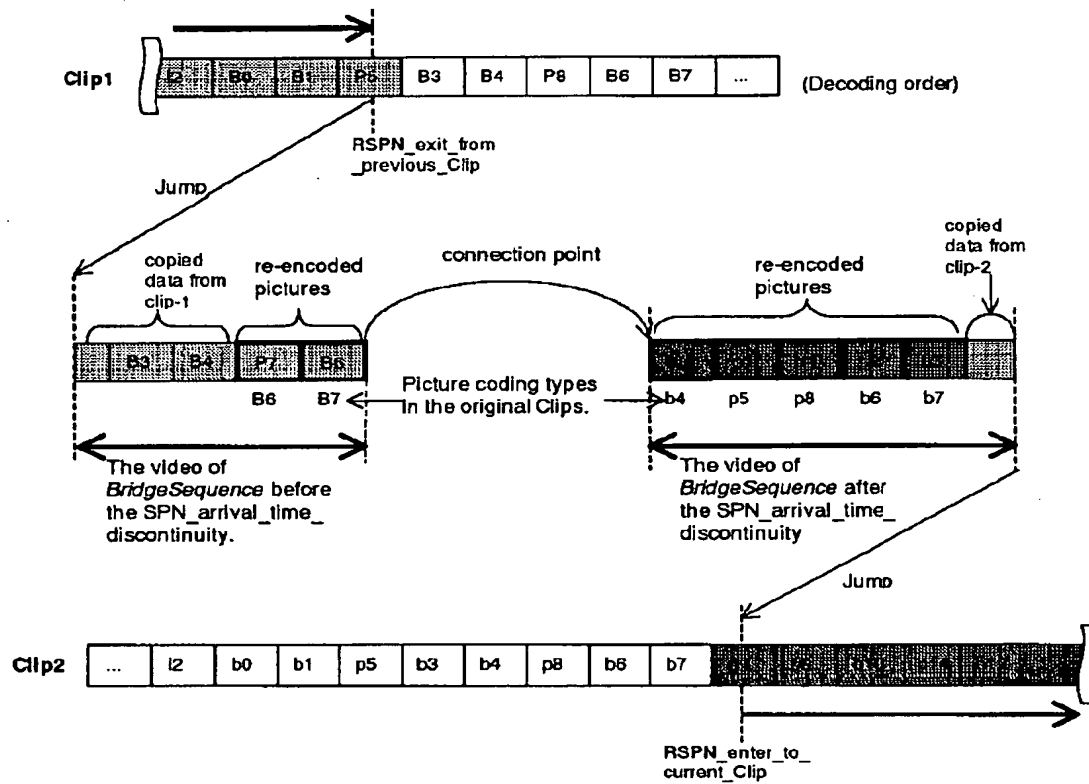 Clip1
I2 B0 B1 P5 B3 B4 P8 B6 B7 ...
(Decoding order)
RSPN_exit_from
_previous_Clip
Jump
copied
data from
clip-1
re-encoded
pictures
connection point
re-encoded
pictures
copied
data from
clip-2
B3 B4 P7 B6
B6 B7
Picture coding types
In the original Clips.
b4 p5 p8 b6 b7
The video of
BridgeSequence before
the SPN_arrival_time_
discontinuity.
The video of
BridgeSequence after
the SPN_arrival_time_
discontinuity
Jump
Clip2
... I2 b0 b1 p5 b3 b4 p8 b6 b7
RSPN_enter_to_
current_Clip